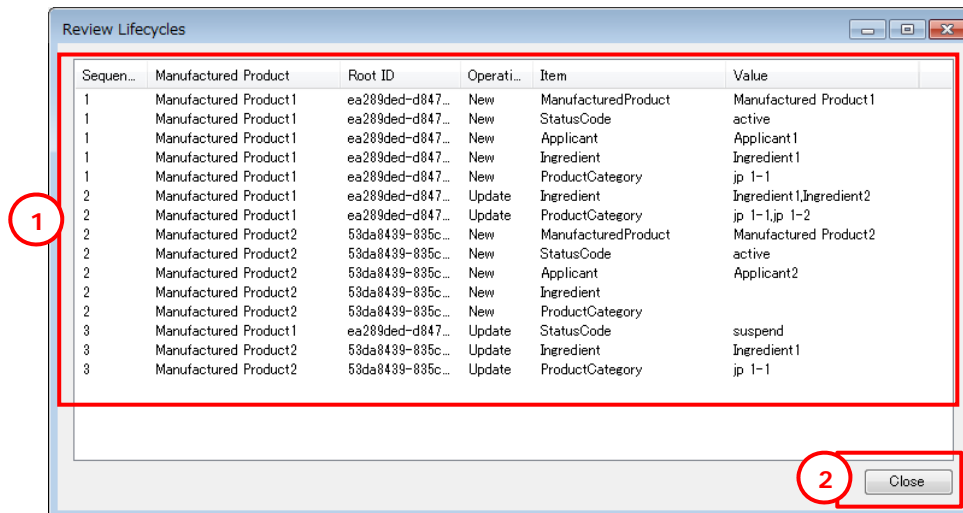 Review Lifecycles
Sequen... Manufactured Product Root ID Operati... Item Value
1 Manufactured Product1 ea289ded-d847... New ManufacturedProduct Manufactured Product1
1 Manufactured Product1 ea289ded-d847... New StatusCode active
1 Manufactured Product1 ea289ded-d847... New Applicant Applicant1
1 Manufactured Product1 ea289ded-d847... New Ingredient Ingredient1
1 Manufactured Product1 ea289ded-d847... New ProductCategory jp 1-1
2 Manufactured Product1 ea289ded-d847... Update Ingredient Ingredient1,Ingredient2
2 Manufactured Product1 ea289ded-d847... Update ProductCategory jp 1-1,jp 1-2
2 Manufactured Product2 53da8439-835c... New ManufacturedProduct Manufactured Product2
2 Manufactured Product2 53da8439-835c... New StatusCode active
2 Manufactured Product2 53da8439-835c... New Applicant Applicant2
2 Manufactured Product2 53da8439-835c... New Ingredient
2 Manufactured Product2 53da8439-835c... New ProductCategory
3 Manufactured Product1 ea289ded-d847... Update StatusCode suspend
3 Manufactured Product2 53da8439-835c... Update Ingredient Ingredient1
3 Manufactured Product2 53da8439-835c... Update ProductCategory jp 1-1
1
2 Close